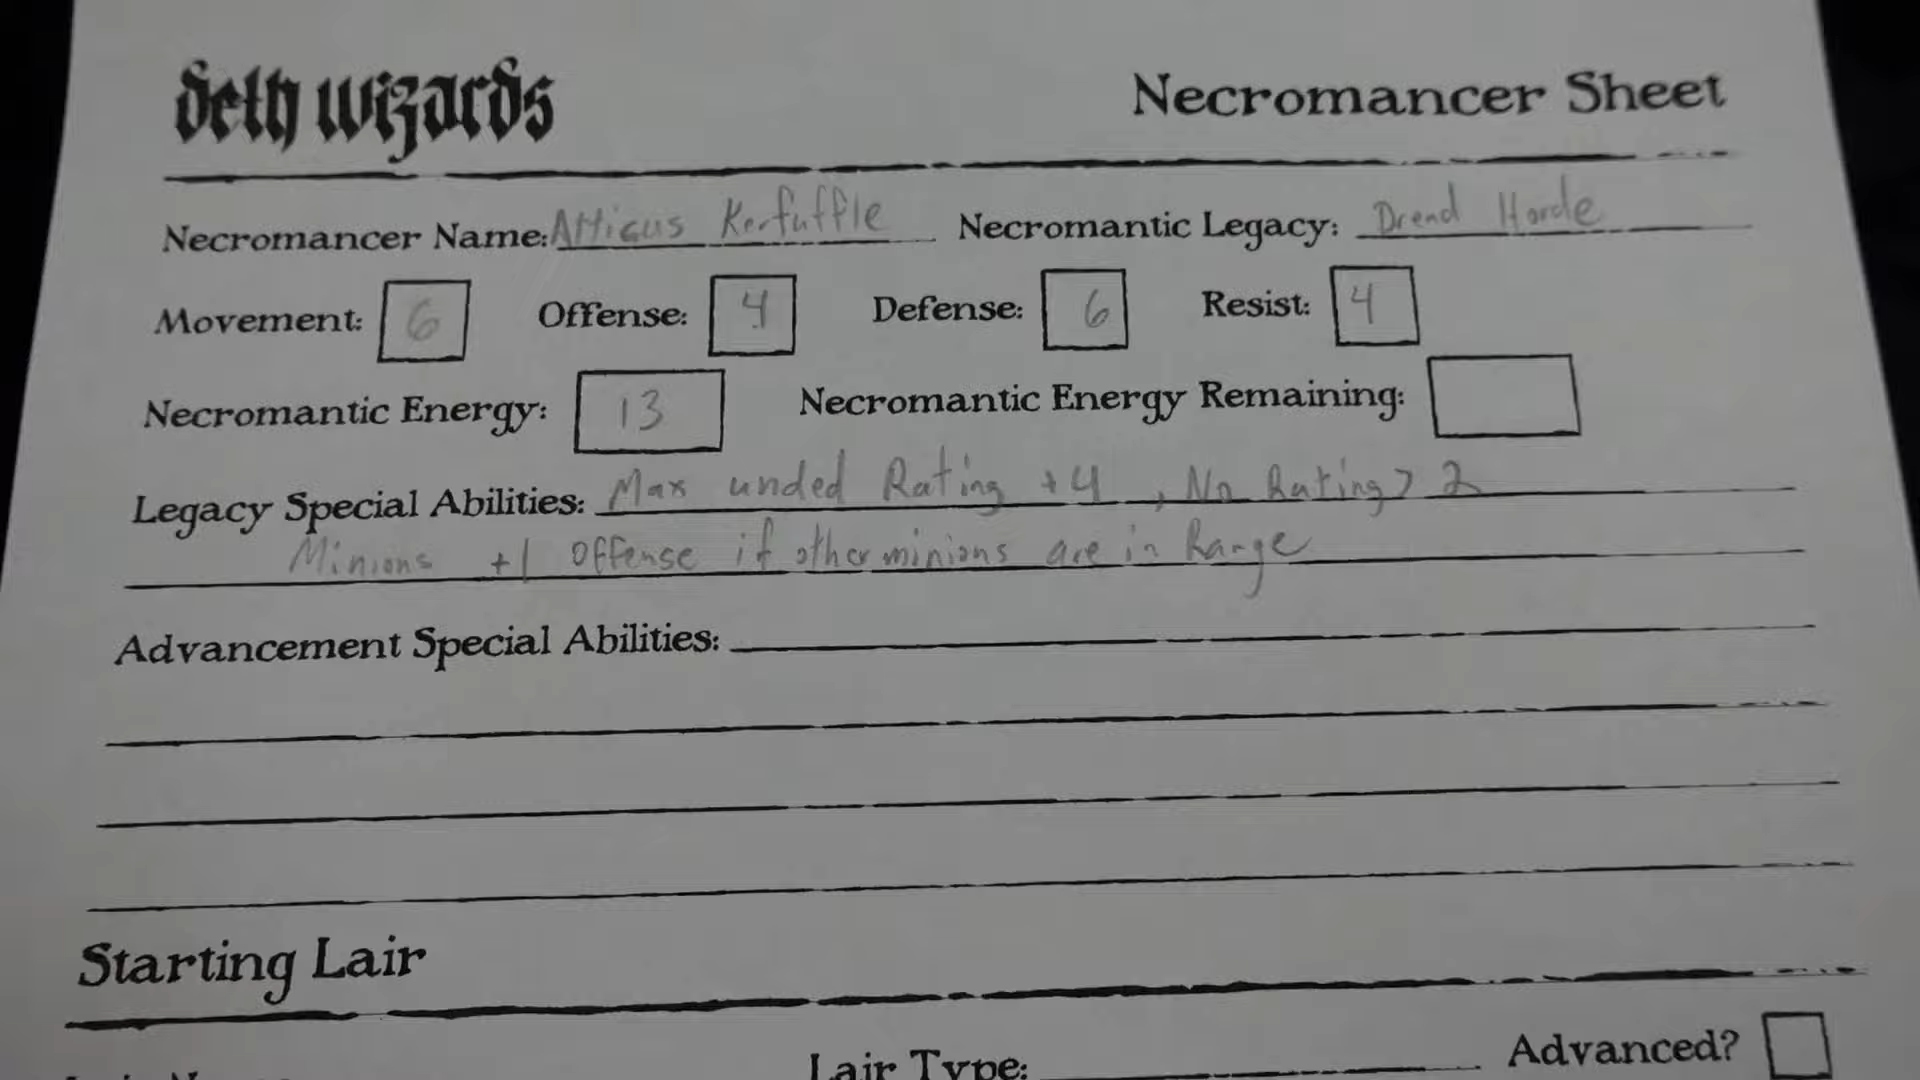 deth wizards Necromancer Sheet
Necromancer Name: Atticus Kerfuffle Necromantic Legacy: Dread Horde
Movement: 6 Offense: 4 Defense: 6 Resist: 4
Necromantic Energy: 13 Necromantic Energy Remaining:
Legacy Special Abilities: Max unded Rating +4, No Rating > 2
Minions +1 Offense if other minions are in Range
Advancement Special Abilities:
Starting Lair
Lair Type: Advanced?